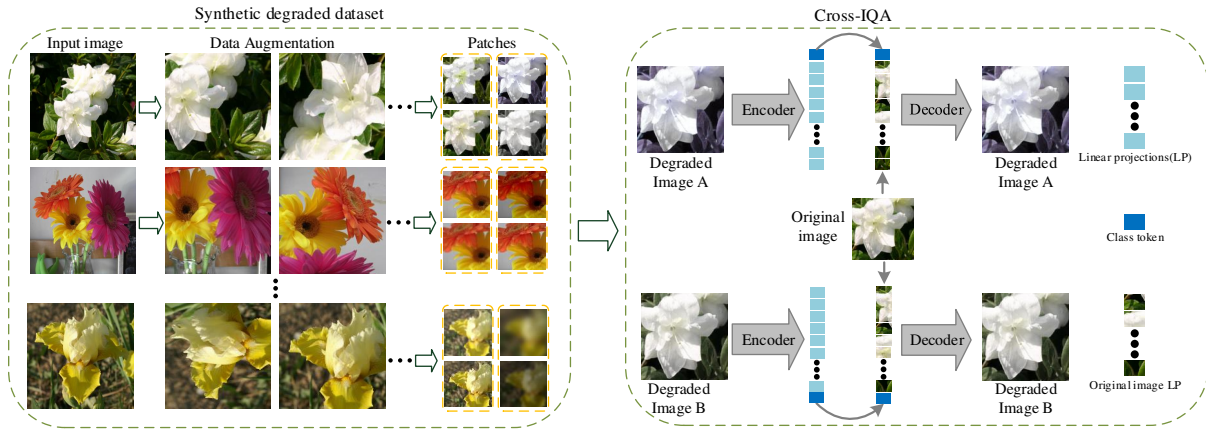 Synthetic degraded dataset
Input image
Data Augmentation
Patches
Cross-IQA
Encoder
Decoder
Degraded
Image A
Degraded
Image A
Linear projections(LP)
Original
image
Class token
Encoder
Decoder
Degraded
Image B
Degraded
Image B
Original image LP